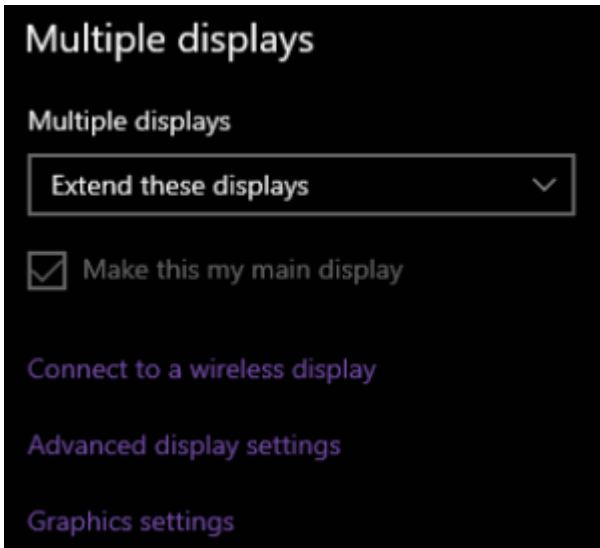 Multiple displays
Multiple displays
Extend these displays
Make this my main display
Connect to a wireless display
Advanced display settings
Graphics settings